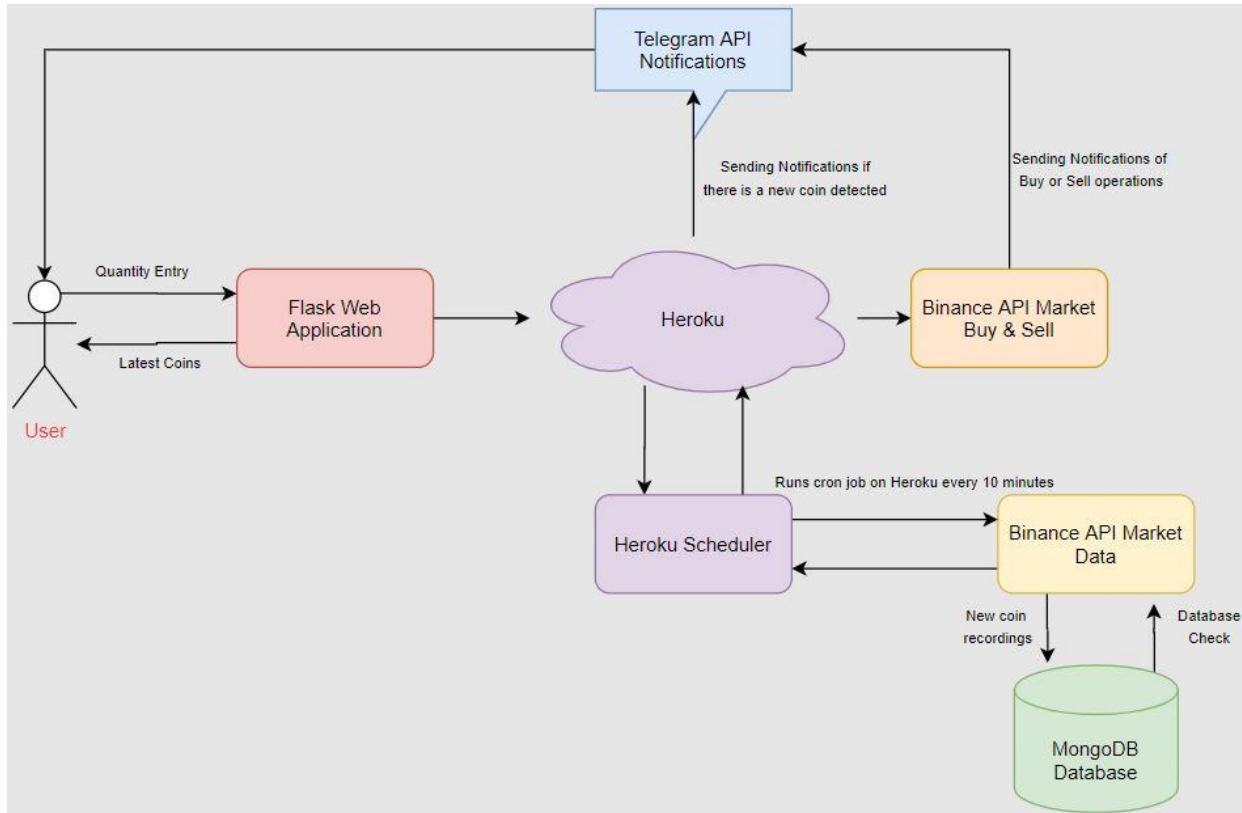 Telegram API
Notifications
Sending Notifications if
there is a new coin detected
Sending Notifications of
Buy or Sell operations
Quantity Entry
Flask Web
Application
Heroku
Binance API Market
Buy & Sell
Latest Coins
User
Runs cron job on Heroku every 10 minutes
Heroku Scheduler
Binance API Market
Data
New coin
recordings
Database
Check
MongoDB
Database